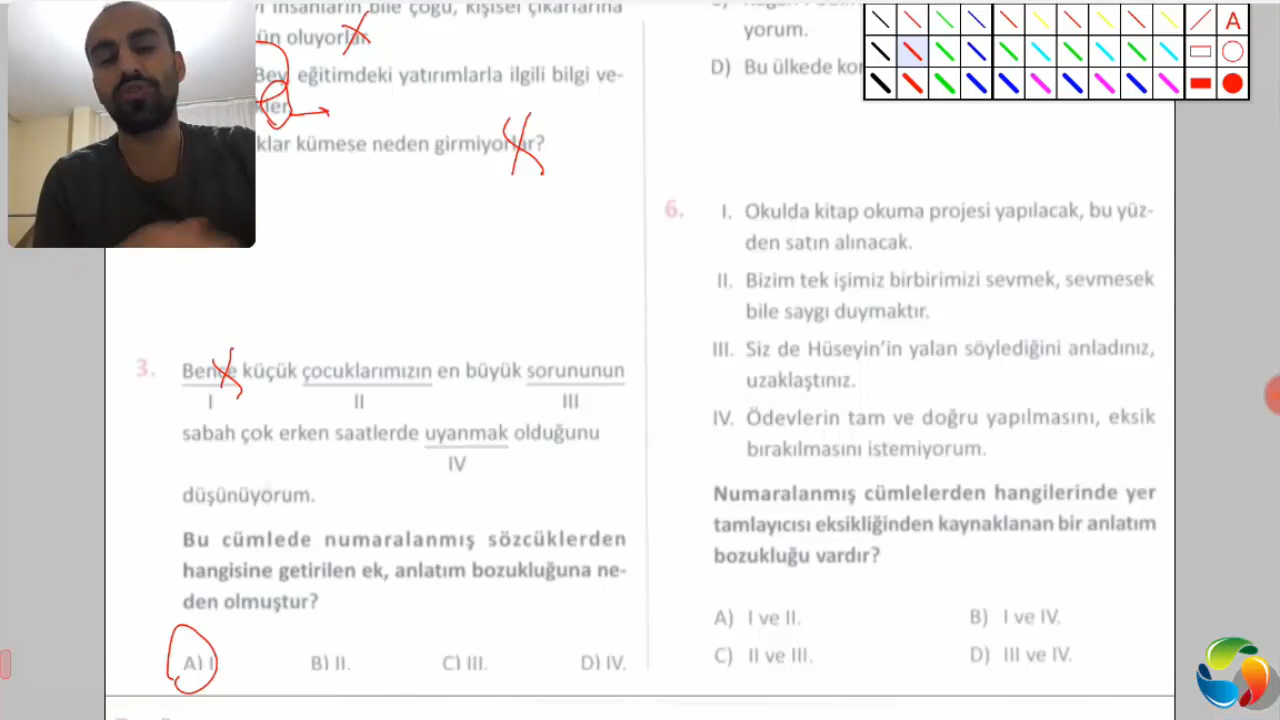 insanların bile çoğu, kişisel çıkarlarına
ün oluyorlar
Bey eğitimdeki yatırımlarla ilgili bilgi ve-
ler
klar kümese neden girmiyorlar?
3. Bence küçük çocuklarımızın en büyük sorununun
I II III
sabah çok erken saatlerde uyanmak olduğunu
IV
düşünüyorum.
Bu cümlede numaralanmış sözcüklerden
hangisine getirilen ek, anlatım bozukluğuna ne-
den olmuştur?
A) I B) II. C) III. D) IV.
yorum.
D) Bu ülkede
A
6. I. Okulda kitap okuma projesi yapılacak, bu yüz-
den satın alınacak.
II. Bizim tek işimiz birbirimizi sevmek, sevmesek
bile saygı duymaktır.
III. Siz de Hüseyin'in yalan söylediğini anladınız,
uzaklaştınız.
IV. Ödevlerin tam ve doğru yapılmasını, eksik
bırakılmasını istemiyorum.
Numaralanmış cümlelerden hangilerinde yer
tamlayıcısı eksikliğinden kaynaklanan bir anlatım
bozukluğu vardır?
A) I ve II. B) I ve IV.
C) II ve III. D) III ve IV.